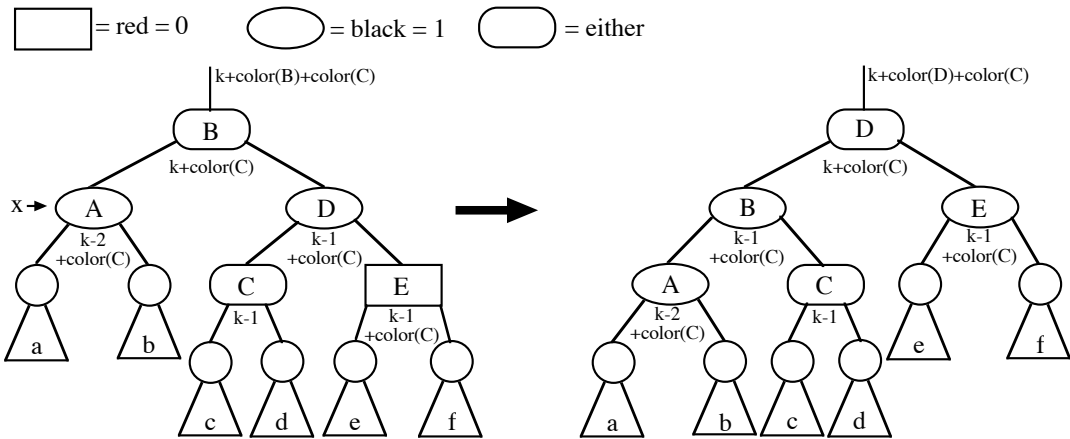 = red = 0
= black = 1
= either
k+color(B)+color(C)
B
k+color(C)
x
A
k-2
+color(C)
D
k-1
+color(C)
C
k-1
E
k-1
+color(C)
a
b
c
d
e
f
k+color(D)+color(C)
D
k+color(C)
B
k-1
+color(C)
E
k-1
+color(C)
A
k-2
+color(C)
C
k-1
e
f
a
b
c
d